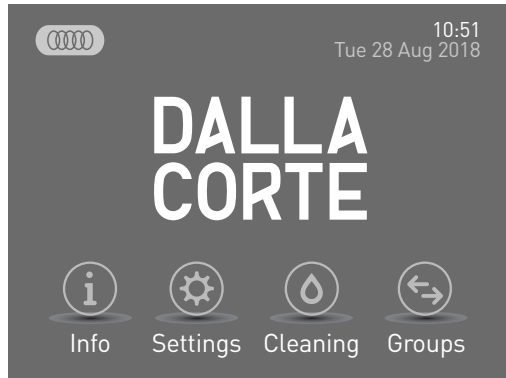 10:51
Tue 28 Aug 2018
DALLA
CORTE
Info Settings Cleaning Groups